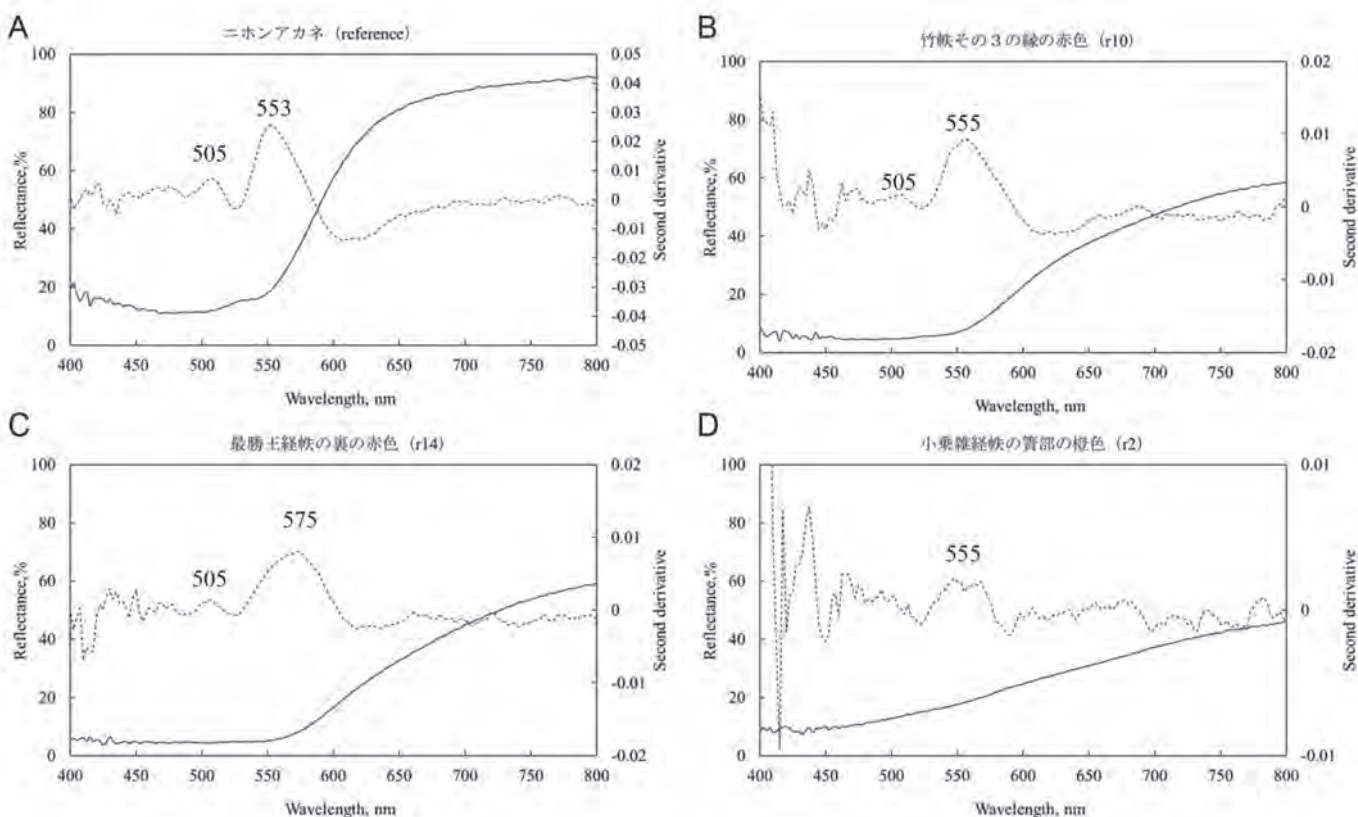 A
ニホンアカネ (reference)
100
80
60
40
20
0
Reflectance,%
553
505
0.05
0.04
0.03
0.02
0.01
0
-0.01
-0.02
-0.03
-0.04
-0.05
Second derivative
400 450 500 550 600 650 700 750 800
Wavelength, nm
B
竹帙その3の縁の赤色 (r10)
100
80
60
40
20
0
Reflectance,%
555
505
0.02
0.01
0
-0.01
-0.02
Second derivative
400 450 500 550 600 650 700 750 800
Wavelength, nm
C
最勝王経帙の裏の赤色 (r14)
100
80
60
40
20
0
Reflectance,%
575
505
0.02
0.01
0
-0.01
-0.02
Second derivative
400 450 500 550 600 650 700 750 800
Wavelength, nm
D
小乗雑経帙の簀部の橙色 (r2)
100
80
60
40
20
0
Reflectance,%
555
0.01
0
-0.01
Second derivative
400 450 500 550 600 650 700 750 800
Wavelength, nm